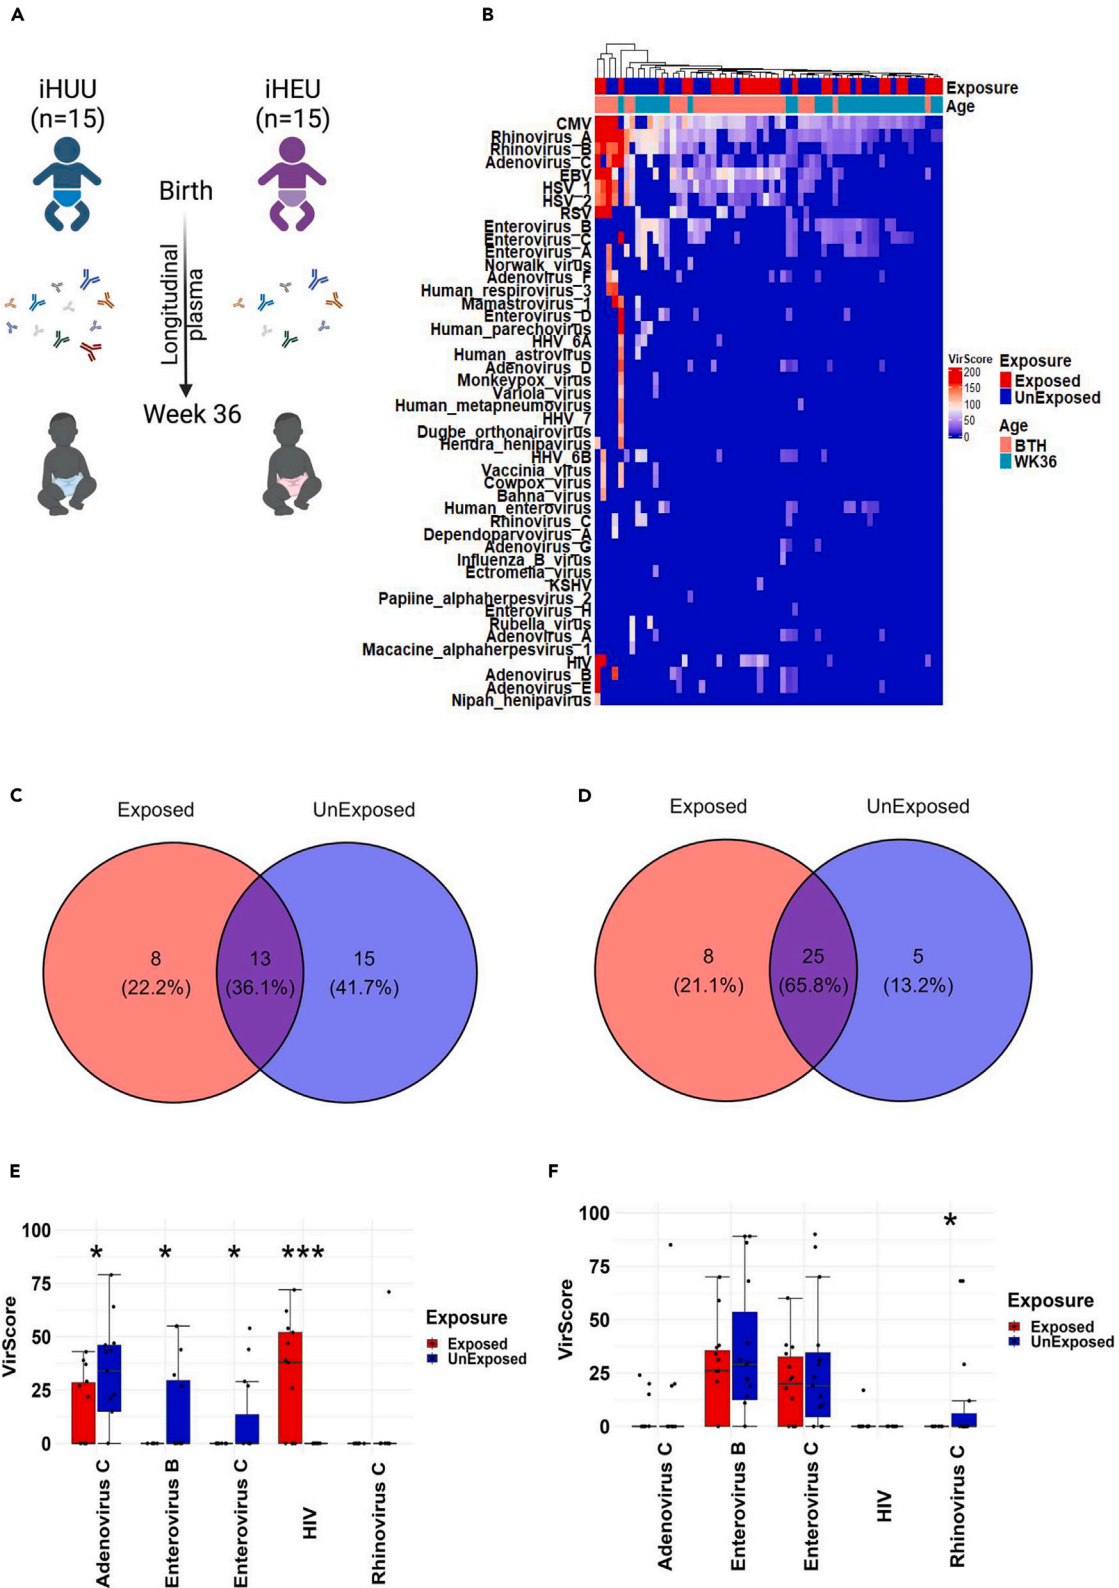 A
iHUU
(n=15)
iHEU
(n=15)
Birth
Longitudinal
plasma
Week 36
B
Exposure
Age
CMV
Rhinovirus_A
Rhinovirus_B
Adenovirus_C
EBV
HSV_1
HSV_2
RSV
Enterovirus_B
Enterovirus_C
Enterovirus_A
Norwalk_virus
Adenovirus_F
Human_respirovirus_3
Mamastrovirus_1
Enterovirus_D
Human_parechovirus
HHV_6A
Human_astrovirus
Adenovirus_D
Monkeypox_virus
Variola_virus
Human_metapneumovirus
HHV_7
Dugbe_orthonairovirus
Hendra_henipavirus
HHV_6B
Vaccinia_virus
Cowpox_virus
Bahna_virus
Human_enterovirus
Rhinovirus_C
Dependoparvovirus_A
Adenovirus_G
Influenza_B_virus
Ectromelia_virus
KSHV
Papiine_alphaherpesvirus_2
Enterovirus_H
Rubella_virus
Adenovirus_A
Macacine_alphaherpesvirus_1
HIV
Adenovirus_B
Adenovirus_E
Nipah_henipavirus
VirScore
200
150
100
50
0
Exposure
Exposed
UnExposed
Age
BTH
WK36
C
Exposed
UnExposed
8
(22.2%)
13
(36.1%)
15
(41.7%)
D
Exposed
UnExposed
8
(21.1%)
25
(65.8%)
5
(13.2%)
E
VirScore
100
75
50
25
0
*
*
*
***
Adenovirus C
Enterovirus B
Enterovirus C
HIV
Rhinovirus C
Exposure
Exposed
UnExposed
F
VirScore
100
75
50
25
0
*
Adenovirus C
Enterovirus B
Enterovirus C
HIV
Rhinovirus C
Exposure
Exposed
UnExposed